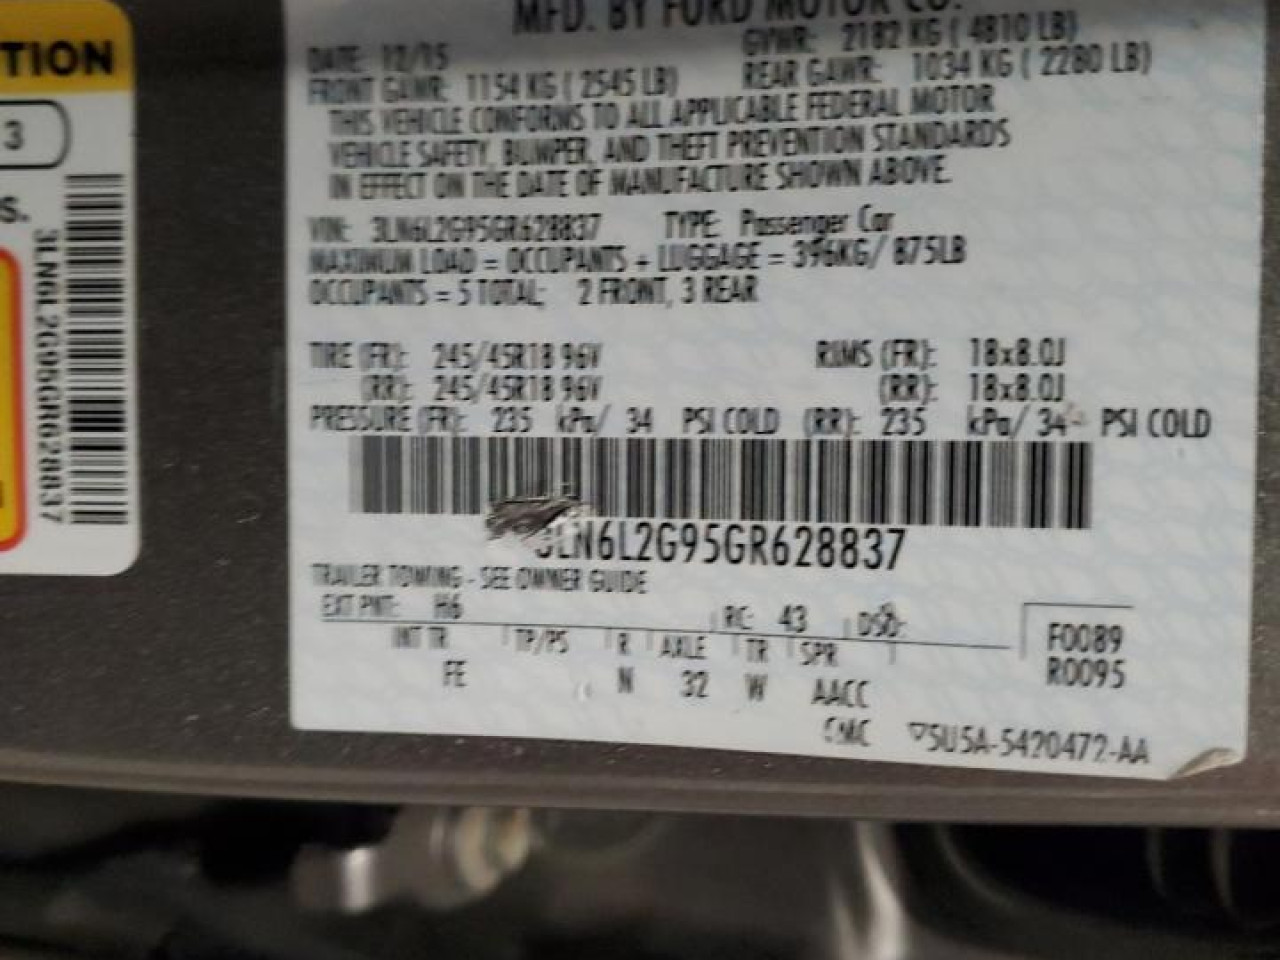 TION
3
S.
3LN6L2G95GR628837
MFD. BY FORD MOTOR CO.
DATE: 12/15 GVWR: 2182 KG ( 4810 LB)
FRONT GAWR: 1154 KG ( 2545 LB) REAR GAWR: 1034 KG ( 2280 LB)
THIS VEHICLE CONFORMS TO ALL APPLICABLE FEDERAL MOTOR
VEHICLE SAFETY, BUMPER, AND THEFT PREVENTION STANDARDS
IN EFFECT ON THE DATE OF MANUFACTURE SHOWN ABOVE.
VIN: 3LN6L2G95GR628837 TYPE: Passenger Car
MAXIMUM LOAD = OCCUPANTS + LUGGAGE = 396KG/ 875LB
OCCUPANTS = 5 TOTAL; 2 FRONT, 3 REAR
TIRE (FR): 245/45R18 96V RIMS (FR): 18x8.0J
(RR): 245/45R18 96V (RR): 18x8.0J
PRESSURE (FR): 235 kPa/ 34 PSI COLD (RR): 235 kPa/ 34 PSI COLD
3LN6L2G95GR628837
TRAILER TOWING - SEE OWNER GUIDE
EXT PNT: H6 RC: 43 DSO:
INT TR TP/PS R AXLE TR SPR
FE N 32 W AACC
F0089
R0095
CMC ▽5U5A-5420472-AA